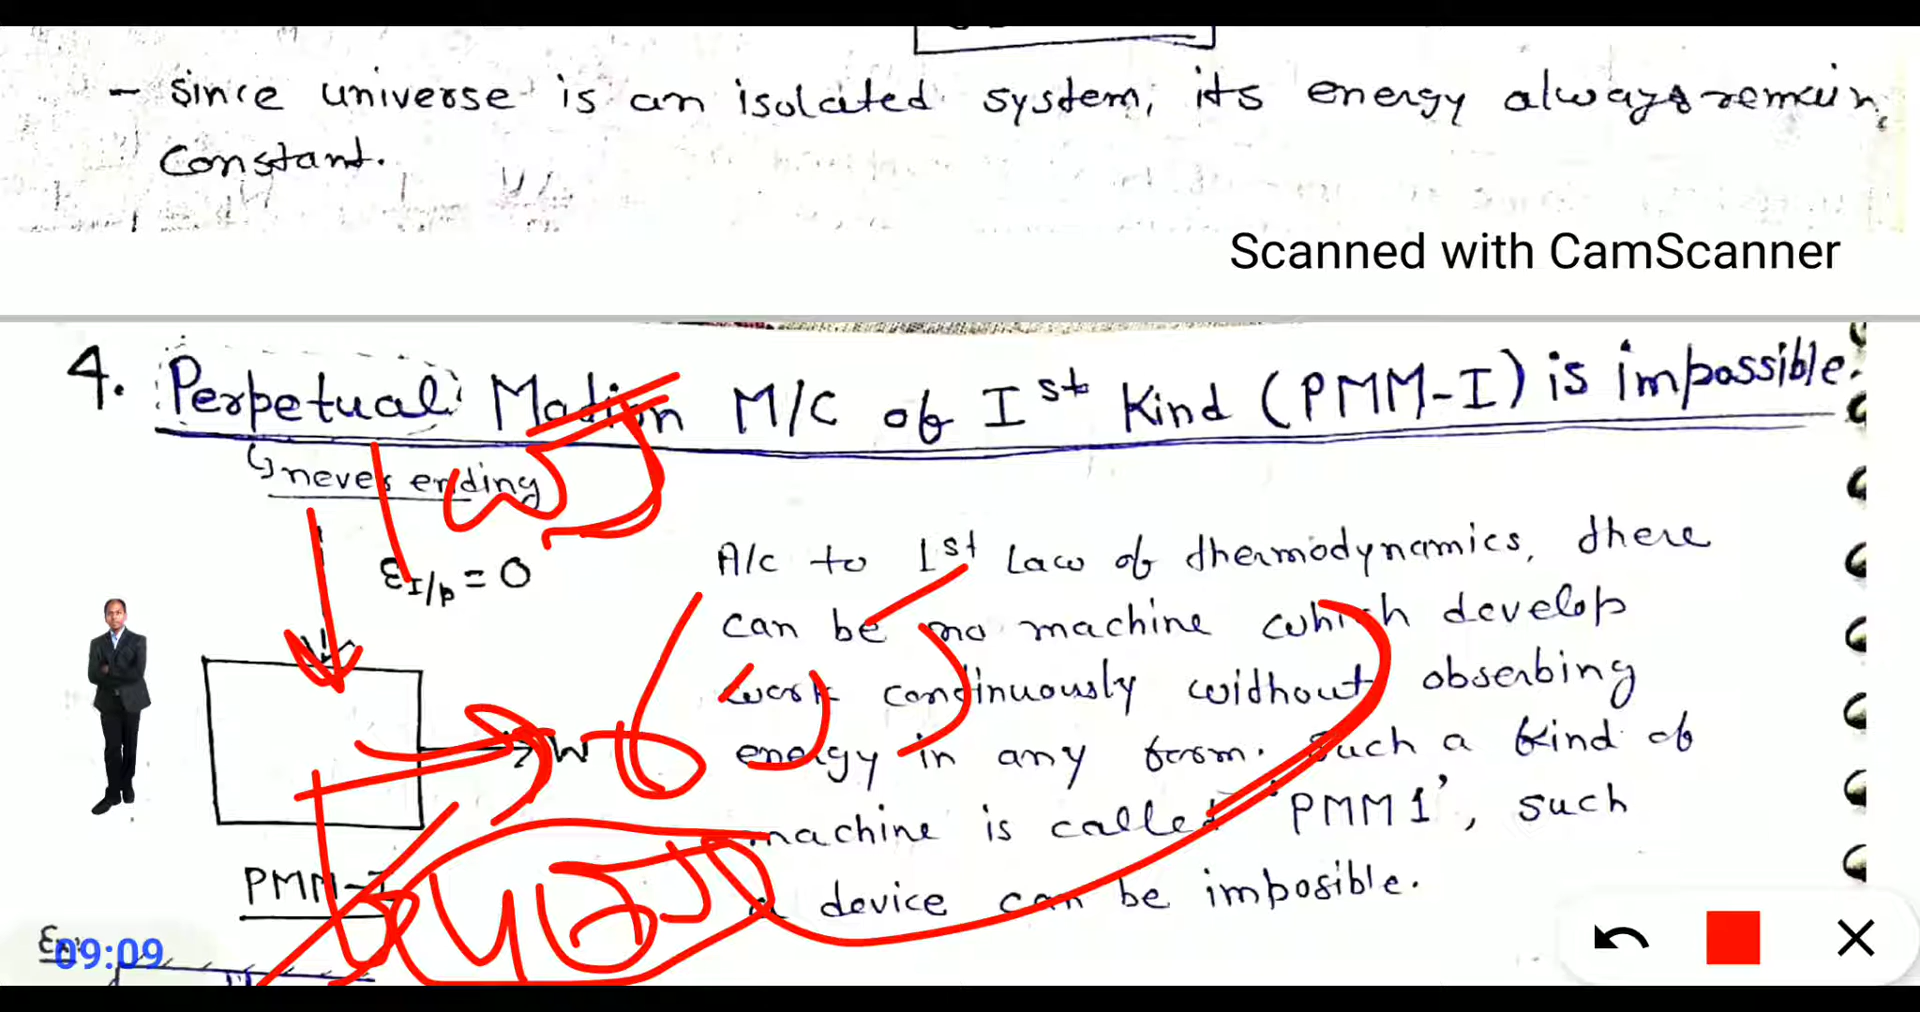 - Since universe is an isolated system, its energy always remain
constant.
Scanned with CamScanner
4. Perpetual Motion M/C of Ist Kind (PMM-I) is impossible.
↳never ending
EI/p = 0
A/c to 1st Law of thermodynamics, there
can be no machine which develop
work continuously without obserbing
energy in any form. Such a kind of
W
machine is called 'PMM1', such
a device can be imposible.
PMM-I
Ex:
09:09